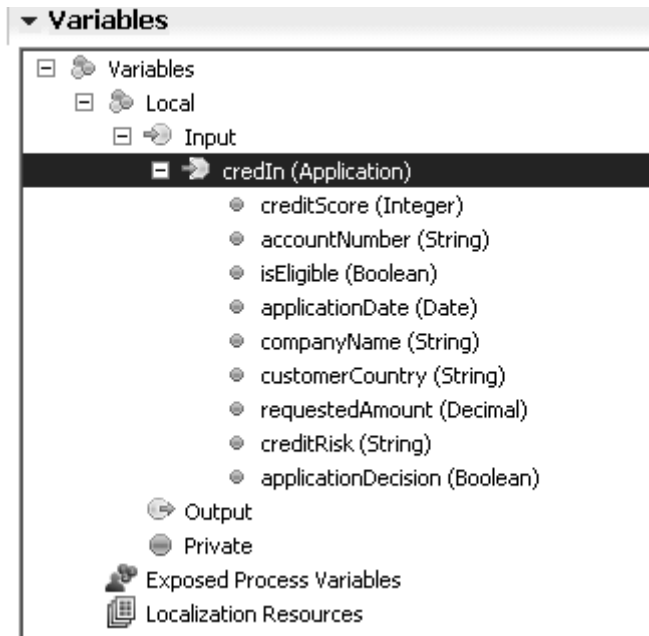 Variables
Variables
Local
Input
credIn (Application)
creditScore (Integer)
accountNumber (String)
isEligible (Boolean)
applicationDate (Date)
companyName (String)
customerCountry (String)
requestedAmount (Decimal)
creditRisk (String)
applicationDecision (Boolean)
Output
Private
Exposed Process Variables
Localization Resources